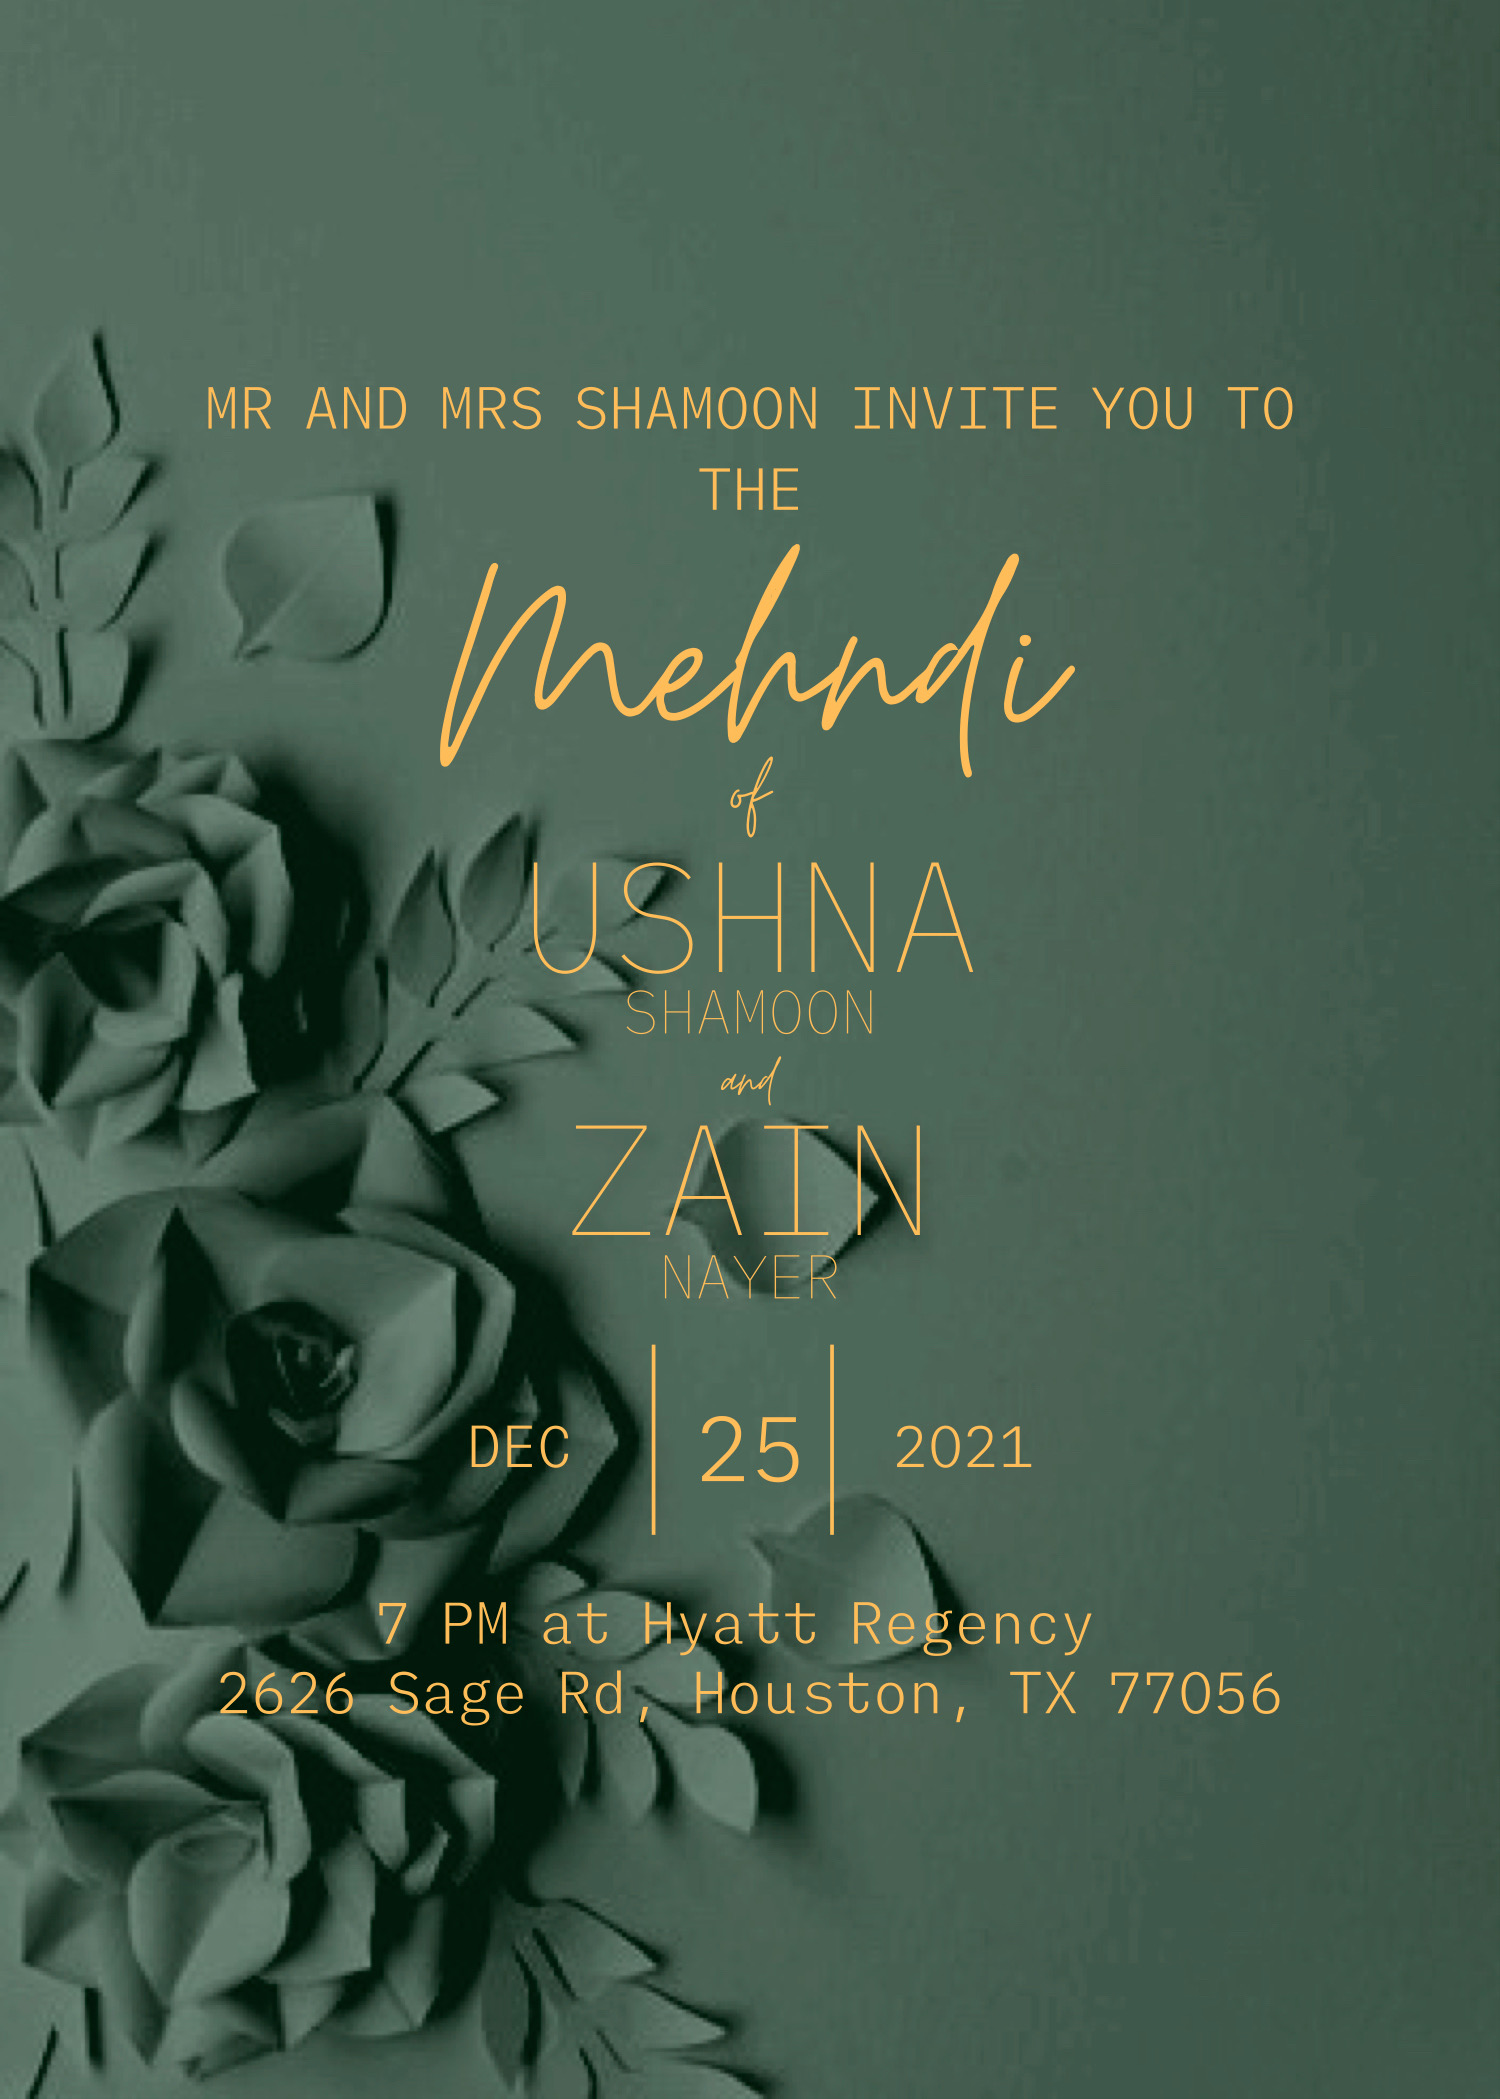 MR AND MRS SHAMOON INVITE YOU TO
THE
Mehndi
of
USHNA
SHAMOON
and
ZAIN
NAYER
DEC 25 2021
7 PM at Hyatt Regency
2626 Sage Rd, Houston, TX 77056